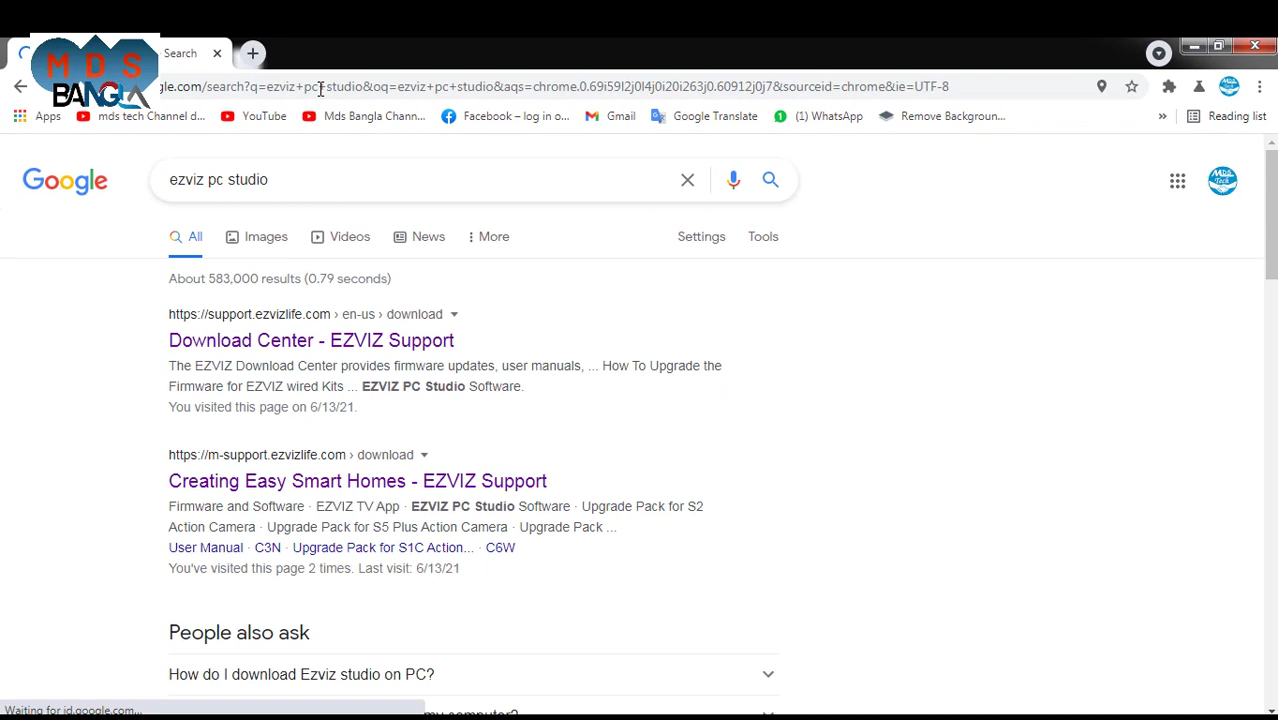 MDS
BANGLA
Search
gle.com/search?q=ezviz+pc+studio&oq=ezviz+pc+studio&aqs=chrome.0.69i59l2j0l4j0i20i263j0.60912j0j7&sourceid=chrome&ie=UTF-8
Apps
mds tech Channel d...
YouTube
Mds Bangla Chann...
Facebook – log in o...
Gmail
Google Translate
(1) WhatsApp
Remove Backgroun...
»
Reading list
Google
ezviz pc studio
All
Images
Videos
News
More
Settings
Tools
About 583,000 results (0.79 seconds)
https://support.ezvizlife.com › en-us › download
Download Center - EZVIZ Support
The EZVIZ Download Center provides firmware updates, user manuals, ... How To Upgrade the
Firmware for EZVIZ wired Kits ... EZVIZ PC Studio Software.
You visited this page on 6/13/21.
https://m-support.ezvizlife.com › download
Creating Easy Smart Homes - EZVIZ Support
Firmware and Software · EZVIZ TV App · EZVIZ PC Studio Software · Upgrade Pack for S2
Action Camera · Upgrade Pack for S5 Plus Action Camera · Upgrade Pack ...
User Manual · C3N · Upgrade Pack for S1C Action... · C6W
You've visited this page 2 times. Last visit: 6/13/21
People also ask
How do I download Ezviz studio on PC?
my computer?
Waiting for id.google.com...